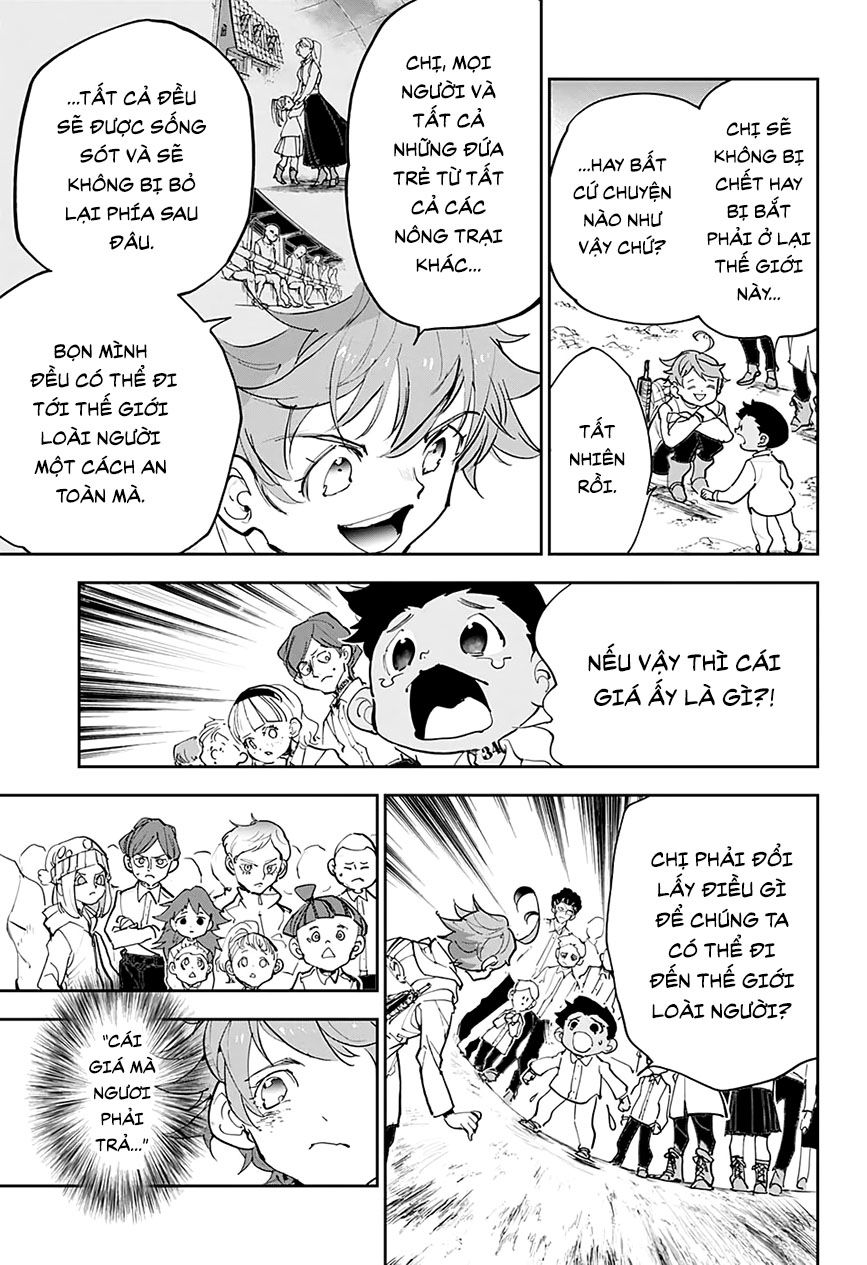 CHỊ SẼ
KHÔNG BỊ
CHẾT HAY
BỊ BẮT
PHẢI Ở LẠI
THẾ GIỚI
NÀY...
...HAY BẤT
CỨ CHUYỆN
NÀO NHƯ
VẬY CHỨ?
TẤT
NHIÊN
RỒI.
CHỊ, MỌI
NGƯỜI VÀ
TẤT CẢ
NHỮNG ĐỨA
TRẺ TỪ TẤT
CẢ CÁC
NÔNG TRẠI
KHÁC...
...TẤT CẢ ĐỀU
SẼ ĐƯỢC SỐNG
SÓT VÀ SẼ
KHÔNG BỊ BỎ
LẠI PHÍA SAU
ĐÂU.
BỌN MÌNH
ĐỀU CÓ THỂ ĐI
TỚI THẾ GIỚI
LOÀI NGƯỜI
MỘT CÁCH AN
TOÀN MÀ.
NẾU VẬY THÌ CÁI
GIÁ ẤY LÀ GÌ?!
34
CHỊ PHẢI ĐỔI
LẤY ĐIỀU GÌ
ĐỂ CHÚNG TA
CÓ THỂ ĐI
ĐẾN THẾ GIỚI
LOÀI NGƯỜI?
"CÁI
GIÁ MÀ
NGƯƠI
PHẢI
TRẢ..."